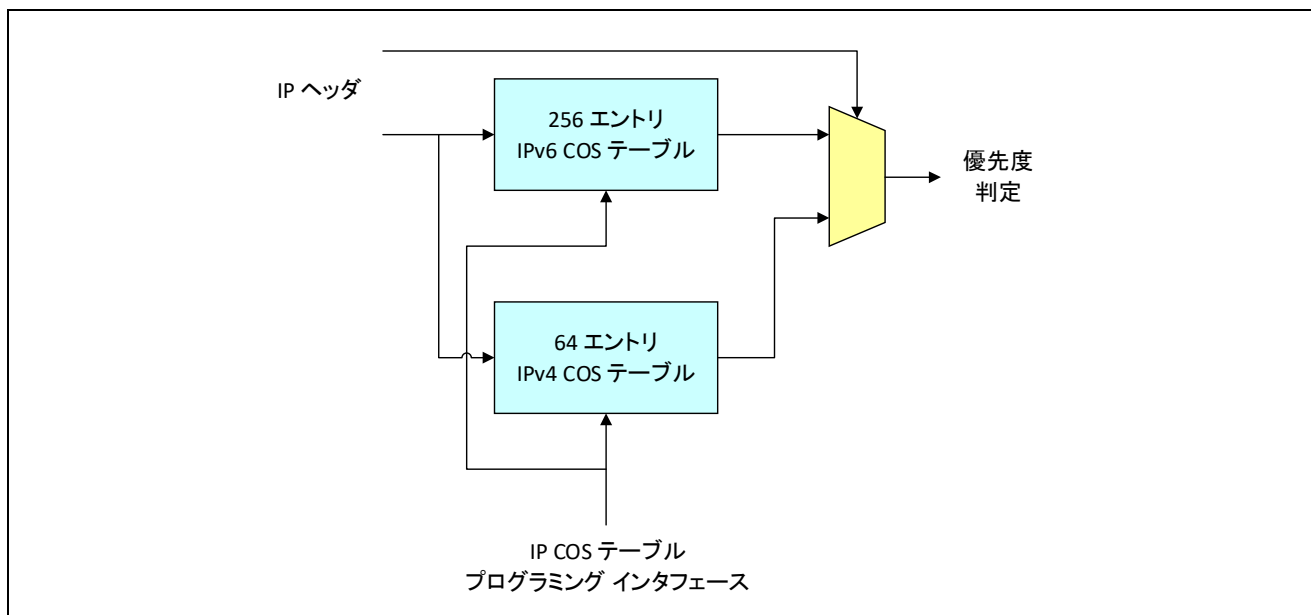 IP ヘッダ
256 エントリ
IPv6 COS テーブル
優先度
判定
64 エントリ
IPv4 COS テーブル
IP COS テーブル
プログラミング インタフェース